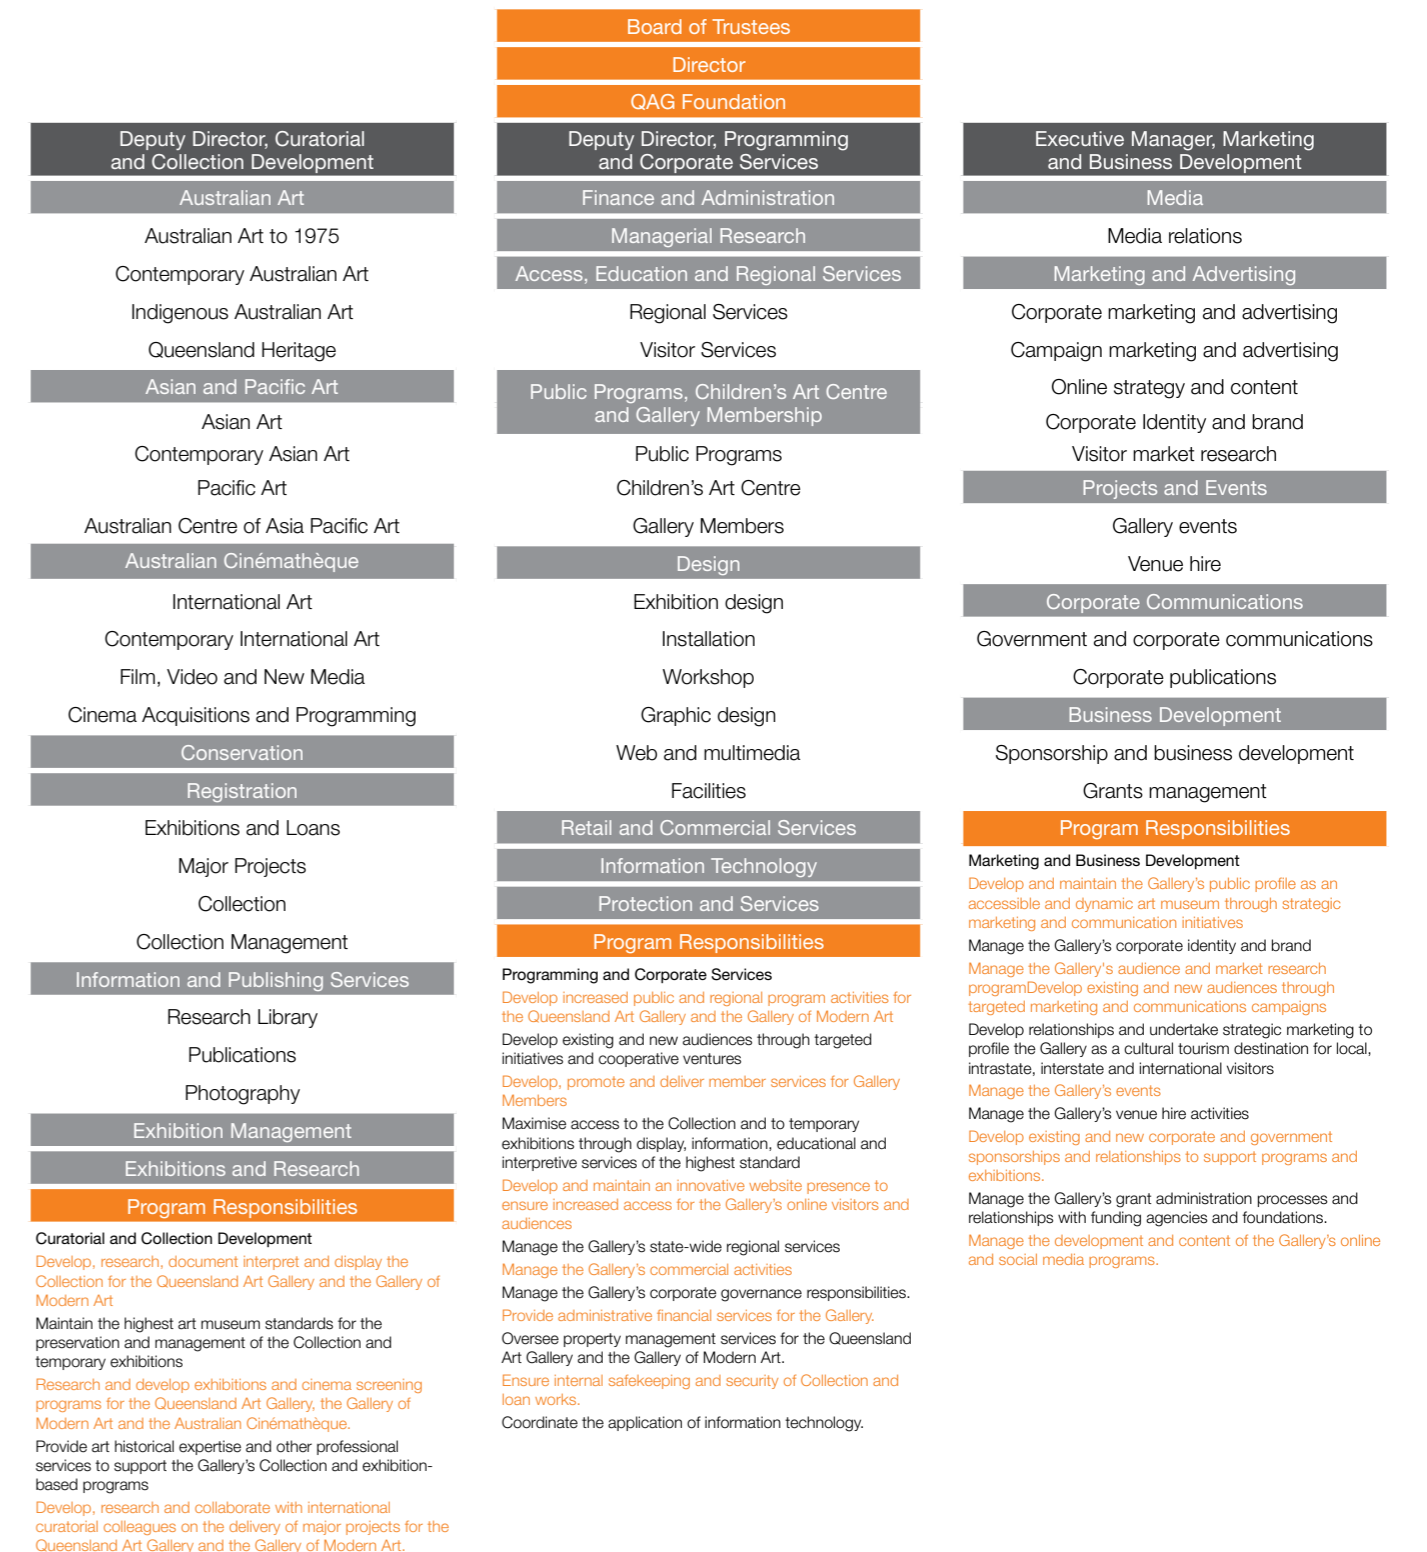 Board of Trustees
Director
QAG Foundation
Deputy Director, Curatorial
and Collection Development
Australian Art
Australian Art to 1975
Contemporary Australian Art
Indigenous Australian Art
Queensland Heritage
Asian and Pacific Art
Asian Art
Contemporary Asian Art
Pacific Art
Australian Centre of Asia Pacific Art
Australian Cinémathèque
International Art
Contemporary International Art
Film, Video and New Media
Cinema Acquisitions and Programming
Conservation
Registration
Exhibitions and Loans
Major Projects
Collection
Collection Management
Information and Publishing Services
Research Library
Publications
Photography
Exhibition Management
Exhibitions and Research
Program Responsibilities
Curatorial and Collection Development
Develop, research, document interpret and display the
Collection for the Queensland Art Gallery and the Gallery of
Modern Art
Maintain the highest art museum standards for the
preservation and management of the Collection and
temporary exhibitions
Research and develop exhibitions and cinema screening
programs for the Queensland Art Gallery, the Gallery of
Modern Art and the Australian Cinémathèque.
Provide art historical expertise and other professional
services to support the Gallery's Collection and exhibition-
based programs
Develop, research and collaborate with international
curatorial colleagues on the delivery of major projects for the
Queensland Art Gallery and the Gallery of Modern Art.
Deputy Director, Programming
and Corporate Services
Finance and Administration
Managerial Research
Access, Education and Regional Services
Regional Services
Visitor Services
Public Programs, Children's Art Centre
and Gallery Membership
Public Programs
Children's Art Centre
Gallery Members
Design
Exhibition design
Installation
Workshop
Graphic design
Web and multimedia
Facilities
Retail and Commercial Services
Information Technology
Protection and Services
Program Responsibilities
Programming and Corporate Services
Develop increased public and regional program activities for
the Queensland Art Gallery and the Gallery of Modern Art
Develop existing and new audiences through targeted
initiatives and cooperative ventures
Develop, promote and deliver member services for Gallery
Members
Maximise access to the Collection and to temporary
exhibitions through display, information, educational and
interpretive services of the highest standard
Develop and maintain an innovative website presence to
ensure increased access for the Gallery's online visitors and
audiences
Manage the Gallery's state-wide regional services
Manage the Gallery's commercial activities
Manage the Gallery's corporate governance responsibilities.
Provide administrative financial services for the Gallery.
Oversee property management services for the Queensland
Art Gallery and the Gallery of Modern Art.
Ensure internal safekeeping and security of Collection and
loan works.
Coordinate the application of information technology.
Executive Manager, Marketing
and Business Development
Media
Media relations
Marketing and Advertising
Corporate marketing and advertising
Campaign marketing and advertising
Online strategy and content
Corporate Identity and brand
Visitor market research
Projects and Events
Gallery events
Venue hire
Corporate Communications
Government and corporate communications
Corporate publications
Business Development
Sponsorship and business development
Grants management
Program Responsibilities
Marketing and Business Development
Develop and maintain the Gallery's public profile as an
accessible and dynamic art museum through strategic
marketing and communication initiatives
Manage the Gallery's corporate identity and brand
Manage the Gallery's audience and market research
programDevelop existing and new audiences through
targeted marketing and communications campaigns
Develop relationships and undertake strategic marketing to
profile the Gallery as a cultural tourism destination for local,
intrastate, interstate and international visitors
Manage the Gallery's events
Manage the Gallery's venue hire activities
Develop existing and new corporate and government
sponsorships and relationships to support programs and
exhibitions.
Manage the Gallery's grant administration processes and
relationships with funding agencies and foundations.
Manage the development and content of the Gallery's online
and social media programs.